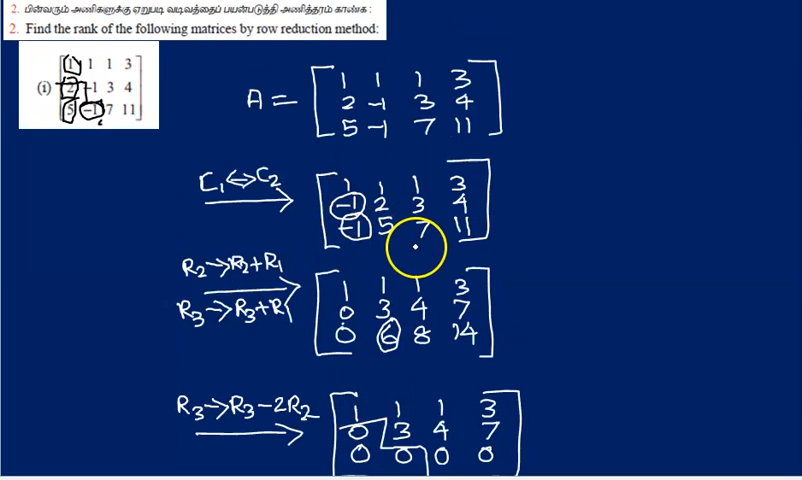 2. பின்வரும் அணிகளுக்கு ஏறுபடி வடிவத்தைப் பயன்படுத்தி அணித்தரம் காண்க :
2. Find the rank of the following matrices by row reduction method:
1 1 1 3
(i) 2 -1 3 4
5 -1 7 11
1 1 1 3
A = 2 -1 3 4
5 -1 7 11
C₁↔C₂
1 1 1 3
-1 2 3 4
-1 5 7 11
R₂→R₂+R₁
R₃→R₃+R₁
1 1 1 3
0 3 4 7
0 6 8 14
R₃→R₃-2R₂
1 1 1 3
0 3 4 7
0 0 0 0